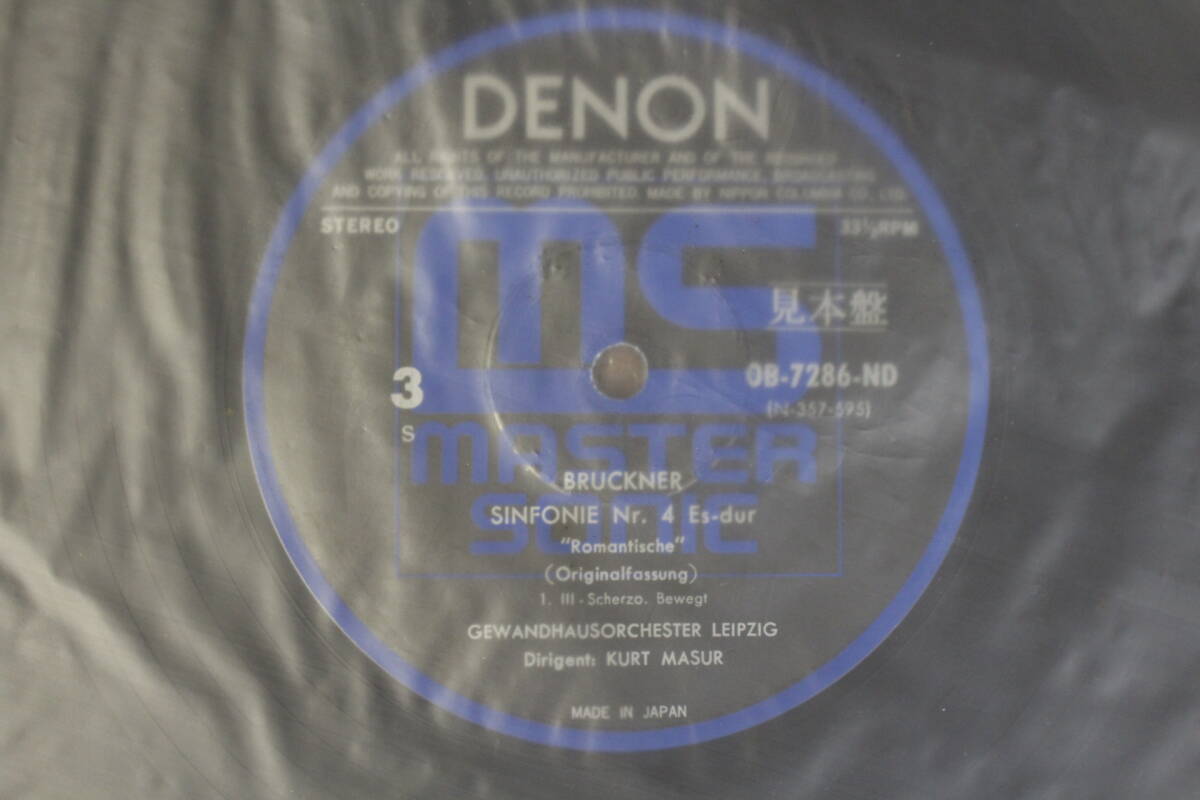 DENON
ALL RIGHTS OF THE MANUFACTURER AND OF THE RECORDED
WORK RESERVED. UNAUTHORIZED PUBLIC PERFORMANCE, BROADCASTING
AND COPYING OF THIS RECORD PROHIBITED. MADE BY NIPPON COLUMBIA CO., LTD.
STEREO 33⅓RPM
ms
見本盤
3 OB-7286-ND
(N-357-595)
S
MASTER
SONIC
BRUCKNER
SINFONIE Nr. 4 Es-dur
"Romantische"
(Originalfassung)
1. III - Scherzo. Bewegt
GEWANDHAUSORCHESTER LEIPZIG
Dirigent: KURT MASUR
MADE IN JAPAN